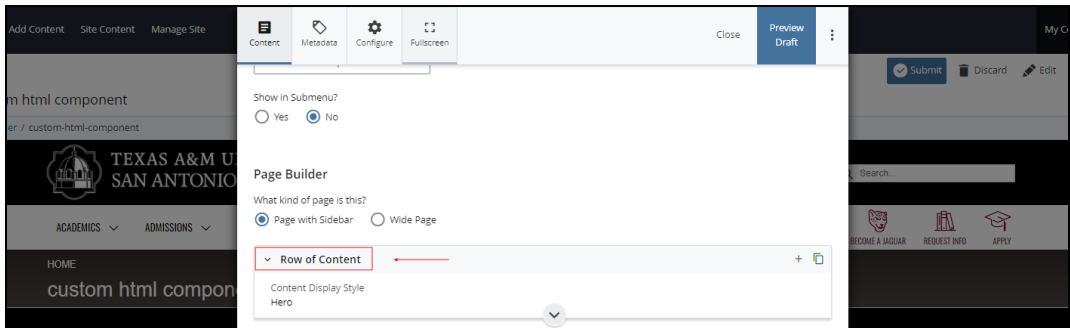 Add Content Site Content Manage Site
Content Metadata Configure Fullscreen
Close Preview Draft
My C
Submit Discard Edit
m html component
er / custom-html-component
Show in Submenu?
Yes No
TEXAS A&M U
SAN ANTONIO
Search...
Page Builder
What kind of page is this?
Page with Sidebar Wide Page
ACADEMICS ADMISSIONS
BECOME A JAGUAR REQUEST INFO APPLY
Row of Content
HOME
custom html compon
Content Display Style
Hero